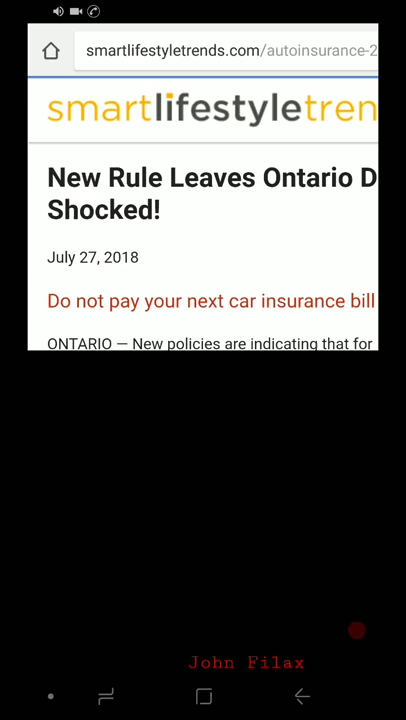 smartlifestyletrends.com/autoinsurance-2
smartlifestyletren
New Rule Leaves Ontario D
Shocked!
July 27, 2018
Do not pay your next car insurance bill
ONTARIO — New policies are indicating that for
John Filax